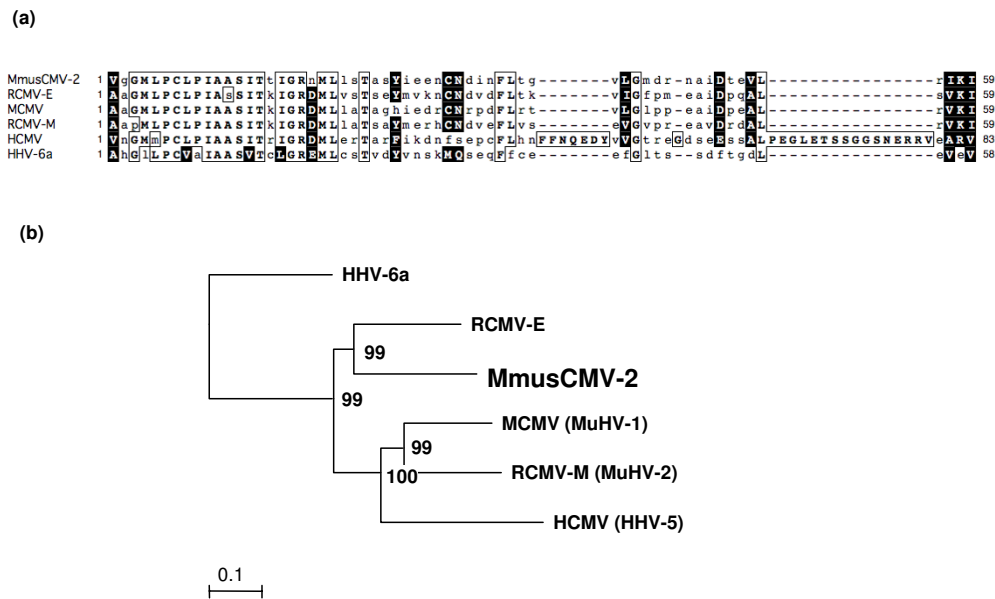 (a)
MmusCMV-2 1 VgGMLPCLPIAASITtIGRnMLlsTasYieenCNdinFLtg-------vLGmdr-naiDteVL----------------rIKI 59
RCMV-E 1 AaGMLPCLPIAsSITkIGRDMLvsTseYmvknCNdvdFLtk-------vIGfpm-eaiDpqAL----------------sVKI 59
MCMV 1 AaGMLPCLPIAASITkIGRDMLlaTaghiedrCNrpdFLrt-------vLGlpp-eaiDpeAL----------------rIKI 59
RCMV-M 1 AapMLPCLPIAASITkIGRDMLlaTsaYmerhCNdveFLvs-------eVGvpr-eavDrdAL----------------rVKI 59
HCMV 1 VnGMmPCLPIAASITrIGRDMLerTarFikdnfsepCFLhnFFNQEDYvVGtreGdseEssALPEGLETSSGGSNERRVeARV 83
HHV-6a 1 AhGlLPCVaIAASVTCLGREMLcsTvdYvnskMQseqFfce-------efGlts--sdftgdL----------------eVeV 58
(b)
HHV-6a
RCMV-E
99
MmusCMV-2
99
MCMV (MuHV-1)
99
RCMV-M (MuHV-2)
100
HCMV (HHV-5)
0.1